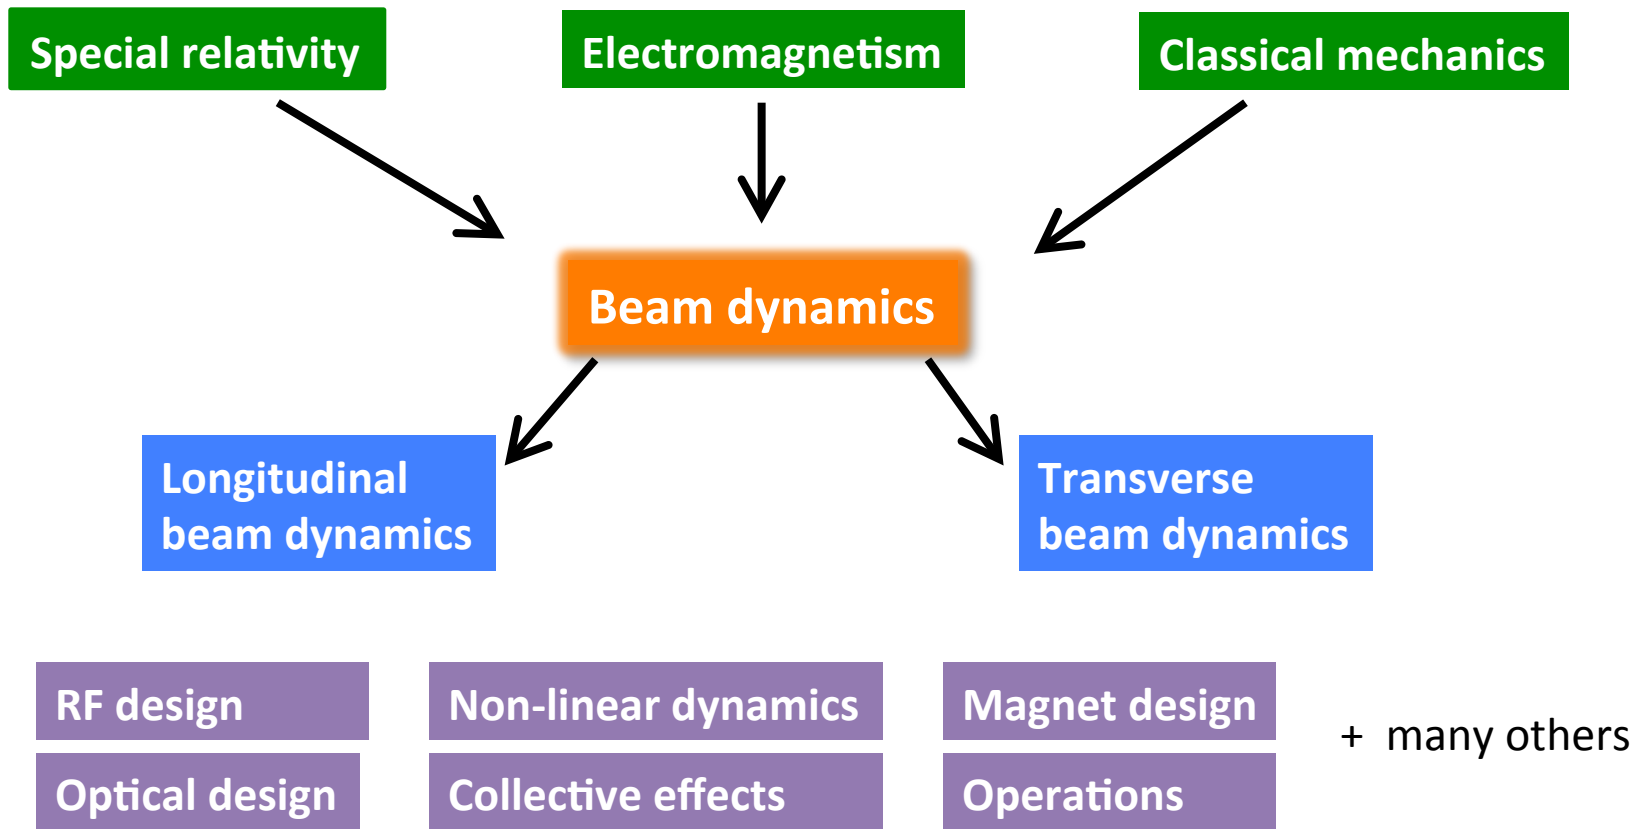 Special relativity
Electromagnetism
Classical mechanics
Beam dynamics
Longitudinal
beam dynamics
Transverse
beam dynamics
RF design
Non-linear dynamics
Magnet design
+ many others
Optical design
Collective effects
Operations